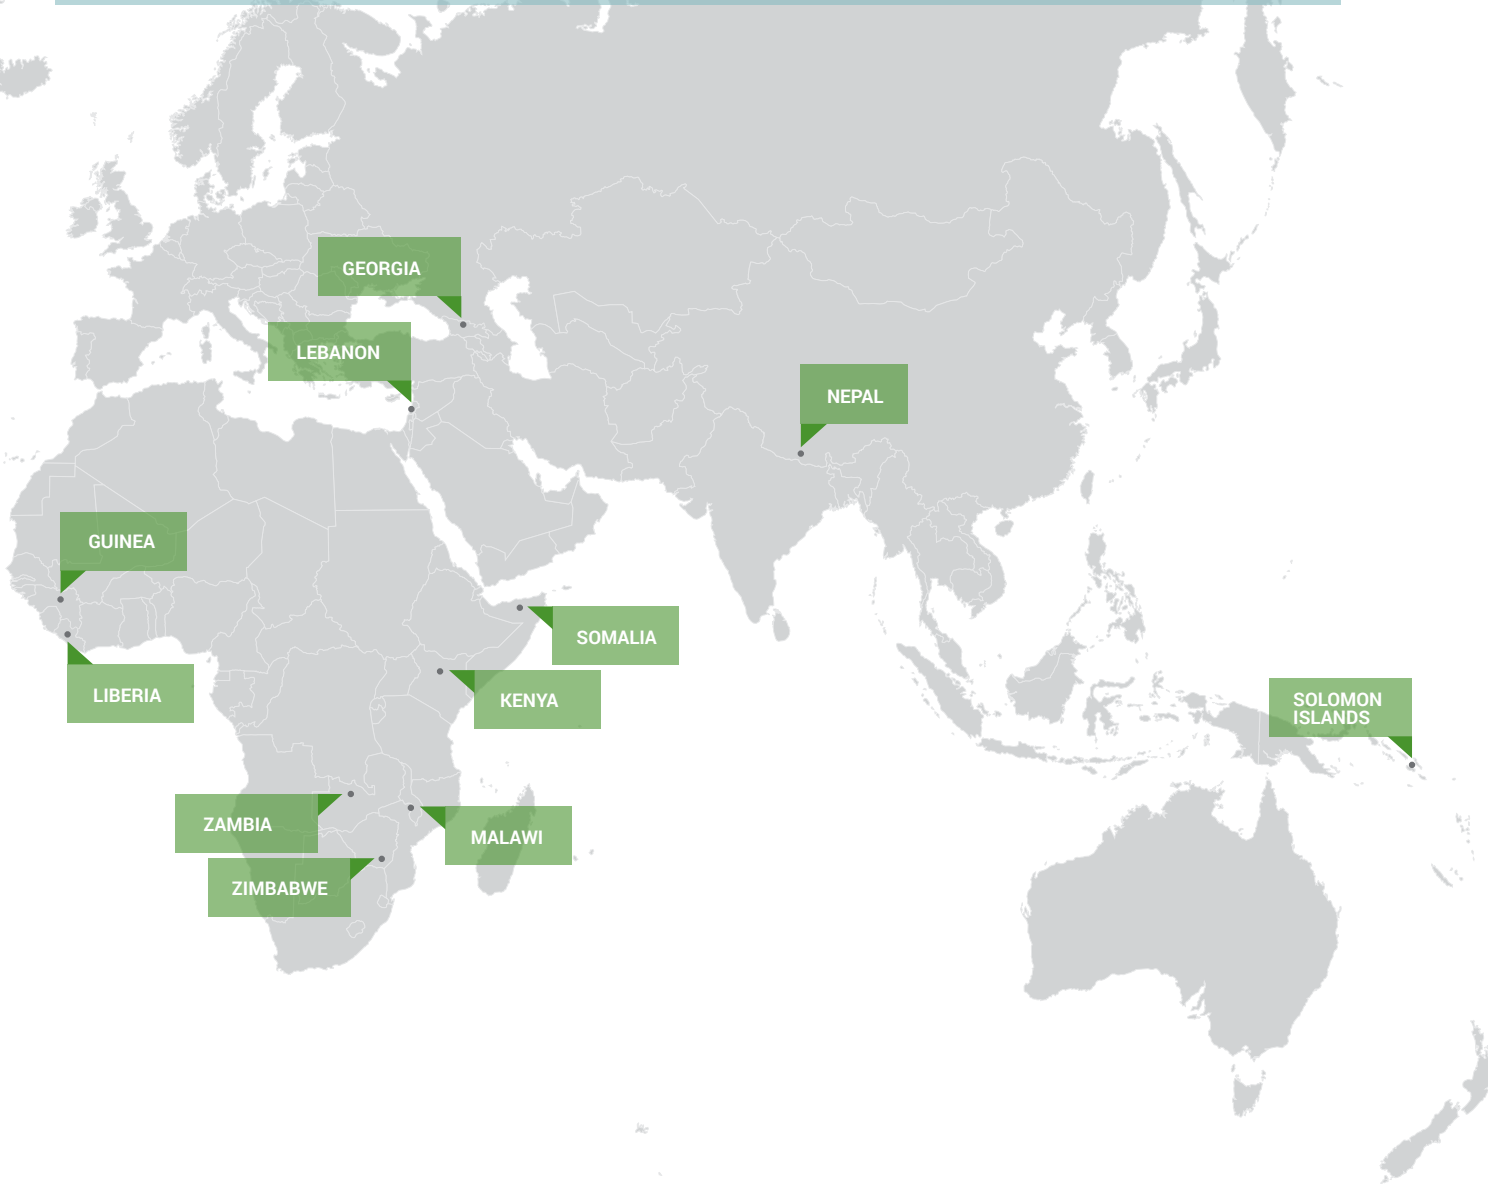 GEORGIA
LEBANON
NEPAL
GUINEA
SOMALIA
LIBERIA
KENYA
SOLOMON
ISLANDS
ZAMBIA
MALAWI
ZIMBABWE